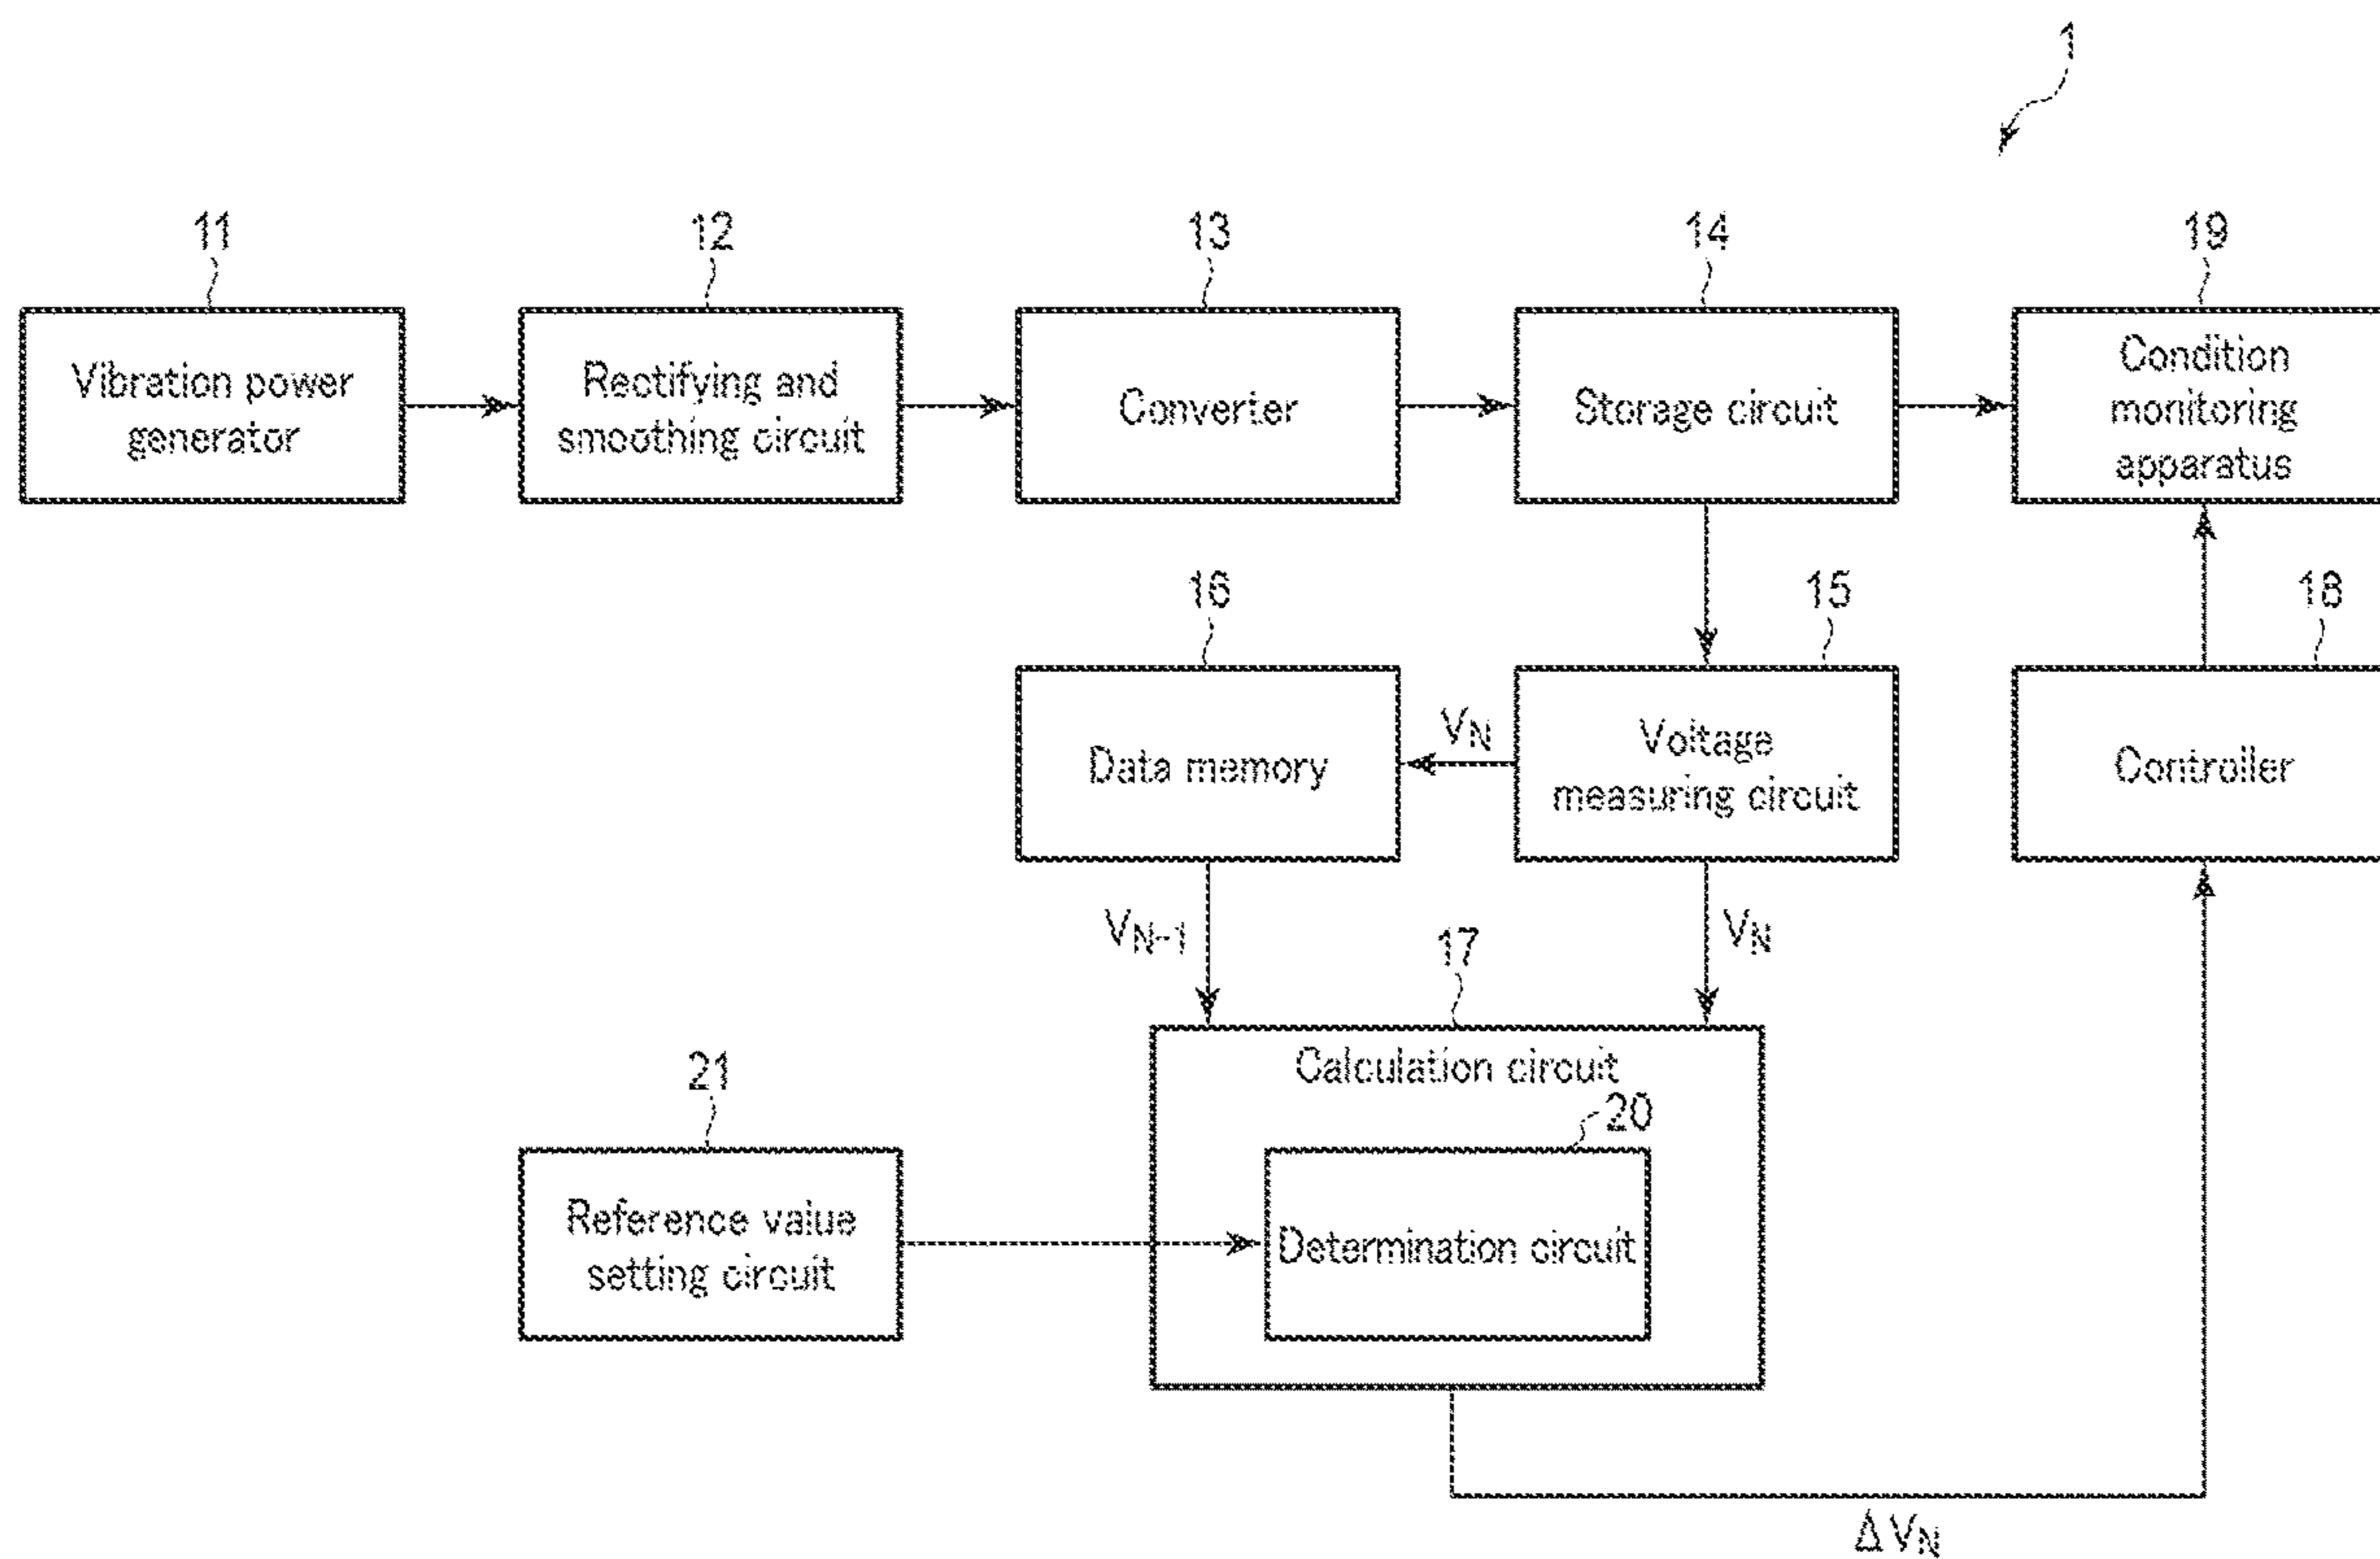 1
11
12
13
14
19
Vibration power
generator
Rectifying and
smoothing circuit
Converter
Storage circuit
Condition
monitoring
apparatus
16
15
18
Data memory
VN
Voltage
measuring circuit
Controller
VN-1
VN
17
Calculation circuit
21
20
Reference value
setting circuit
Determination circuit
ΔVN